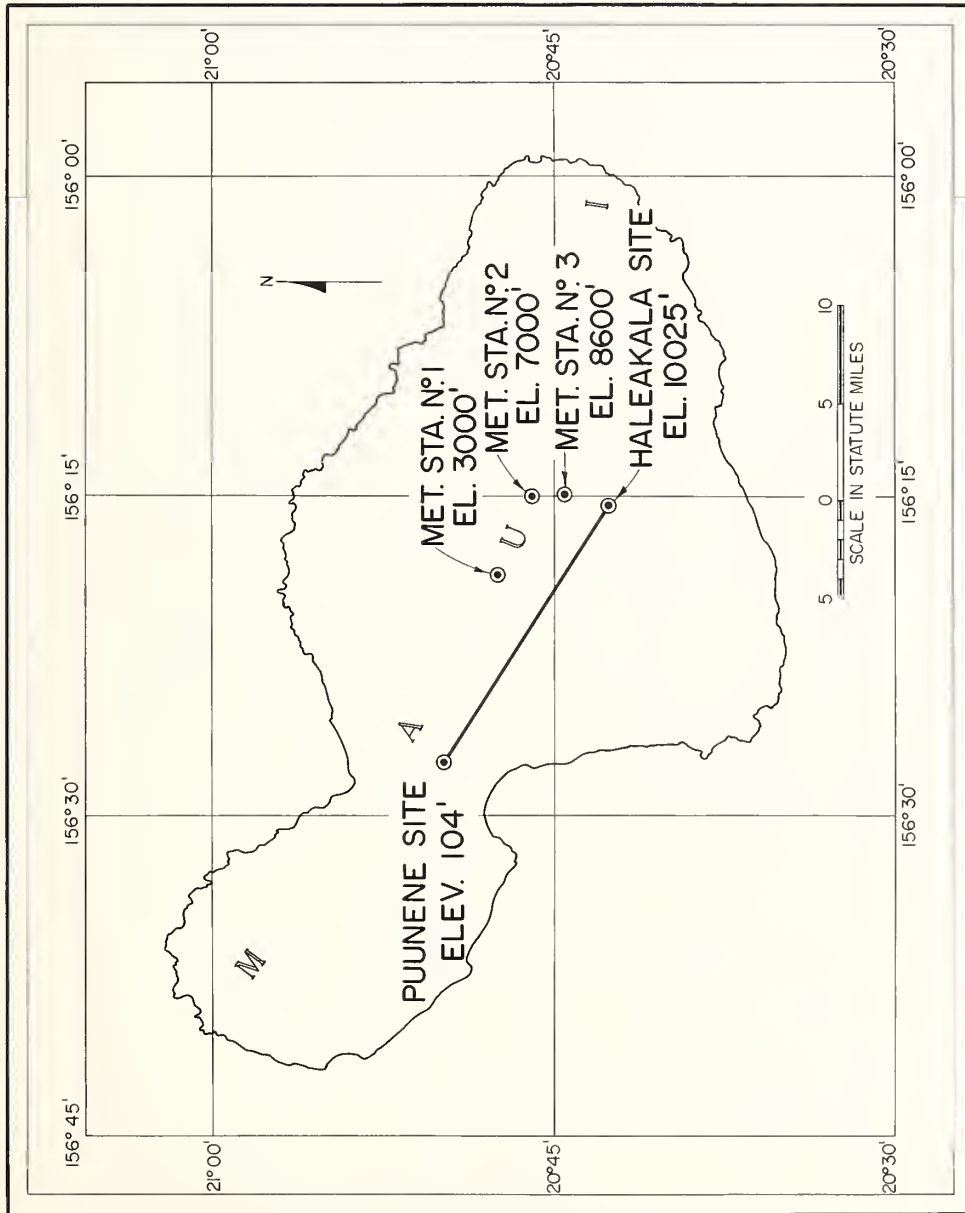 156° 45'
156° 30'
156° 15'
156° 00'
21°00'
21°00'
20°45'
20°45'
20°30'
20°30'
156° 45'
156° 30'
156° 15'
156° 00'
N
M
A
U
I
PUUNENE SITE
ELEV. 104'
MET. STA. Nº. 1
EL. 3000'
MET. STA. Nº. 2
EL. 7000'
MET. STA. Nº. 3
EL. 8600'
HALEAKALA SITE
EL. 10025'
5 0 5 10
SCALE IN STATUTE MILES